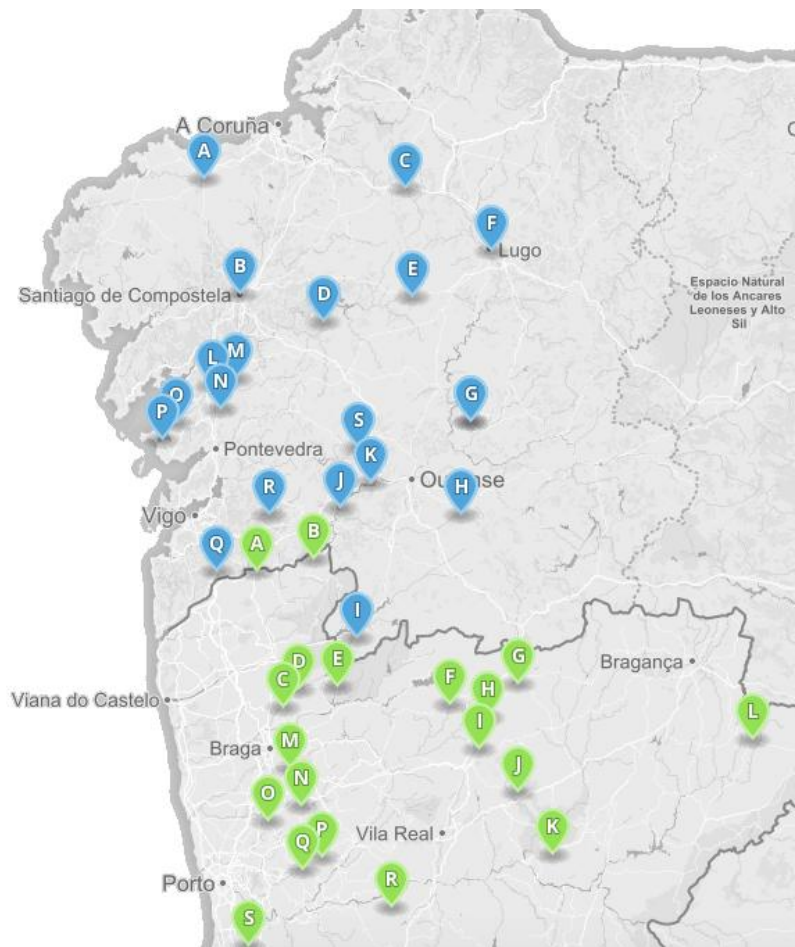 A Coruña
A
C
F
Lugo
B
E
Santiago de Compostela
D
Espacio Natural
de los Ancares
Leoneses y Alto
Sil
L
M
N
O
P
G
S
Pontevedra
K
J
Ourense
H
R
Vigo
Q
A
B
I
D
E
C
F
G
H
Bragança
Viana do Castelo
I
L
Braga
M
N
O
J
P
Q
Vila Real
K
Porto
R
S